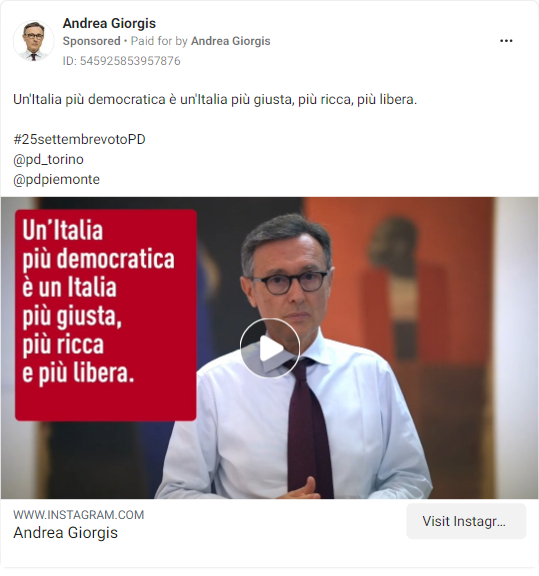 Andrea Giorgis
Sponsored • Paid for by Andrea Giorgis
ID: 545925853957876
Un'Italia più democratica è un'Italia più giusta, più ricca, più libera.
#25settembrevotoPD
@pd_torino
@pdpiemonte
Un'Italia
più democratica
è un Italia
più giusta,
più ricca
e più libera.
WWW.INSTAGRAM.COM
Andrea Giorgis
Visit Instagr...